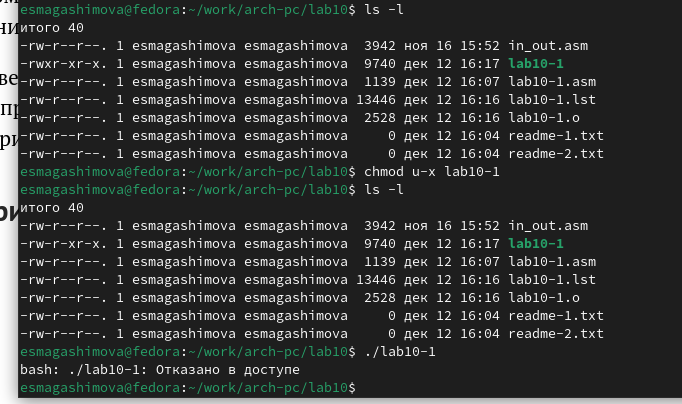 esmagashimova@fedora:~/work/arch-pc/lab10$ ls -l
итого 40
-rw-r--r--. 1 esmagashimova esmagashimova  3942 ноя 16 15:52 in_out.asm
-rwxr-xr-x. 1 esmagashimova esmagashimova  9740 дек 12 16:17 lab10-1
-rw-r--r--. 1 esmagashimova esmagashimova  1139 дек 12 16:07 lab10-1.asm
-rw-r--r--. 1 esmagashimova esmagashimova 13446 дек 12 16:16 lab10-1.lst
-rw-r--r--. 1 esmagashimova esmagashimova  2528 дек 12 16:16 lab10-1.o
-rw-r--r--. 1 esmagashimova esmagashimova     0 дек 12 16:04 readme-1.txt
-rw-r--r--. 1 esmagashimova esmagashimova     0 дек 12 16:04 readme-2.txt
esmagashimova@fedora:~/work/arch-pc/lab10$ chmod u-x lab10-1
esmagashimova@fedora:~/work/arch-pc/lab10$ ls -l
итого 40
-rw-r--r--. 1 esmagashimova esmagashimova  3942 ноя 16 15:52 in_out.asm
-rw-r-xr-x. 1 esmagashimova esmagashimova  9740 дек 12 16:17 lab10-1
-rw-r--r--. 1 esmagashimova esmagashimova  1139 дек 12 16:07 lab10-1.asm
-rw-r--r--. 1 esmagashimova esmagashimova 13446 дек 12 16:16 lab10-1.lst
-rw-r--r--. 1 esmagashimova esmagashimova  2528 дек 12 16:16 lab10-1.o
-rw-r--r--. 1 esmagashimova esmagashimova     0 дек 12 16:04 readme-1.txt
-rw-r--r--. 1 esmagashimova esmagashimova     0 дек 12 16:04 readme-2.txt
esmagashimova@fedora:~/work/arch-pc/lab10$ ./lab10-1
bash: ./lab10-1: Отказано в доступе
esmagashimova@fedora:~/work/arch-pc/lab10$